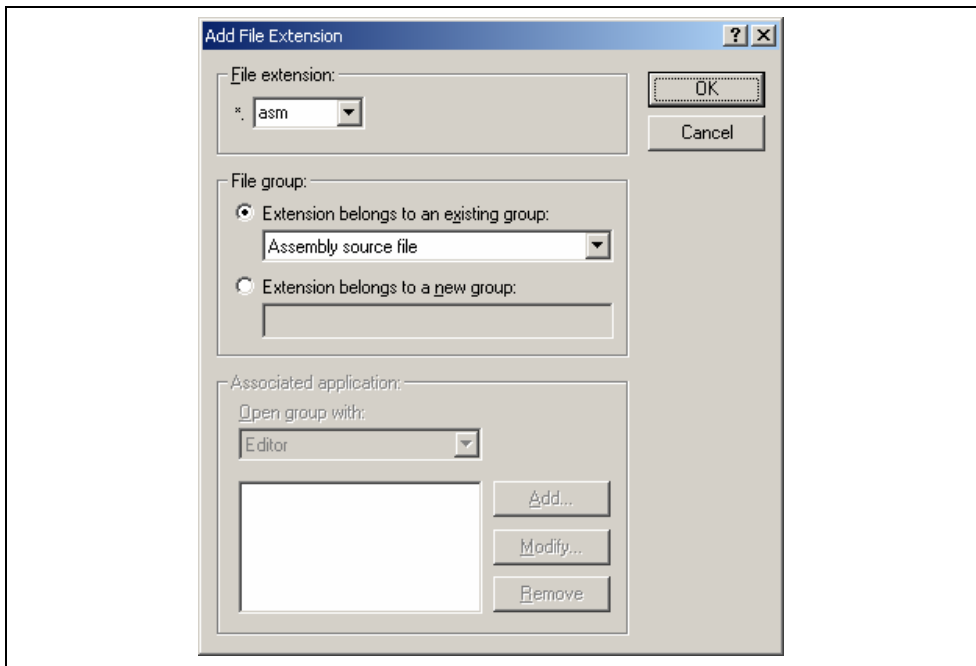 Add File Extension
File extension:
*. asm
OK
Cancel
File group:
Extension belongs to an existing group:
Assembly source file
Extension belongs to a new group:
Associated application:
Open group with:
Editor
Add...
Modify...
Remove